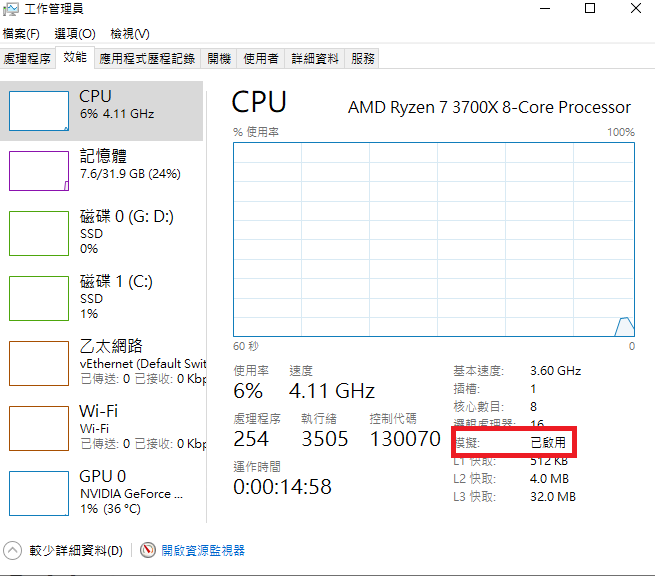 工作管理員
檔案(F) 選項(O) 檢視(V)
處理程序 效能 應用程式歷程記錄 開機 使用者 詳細資料 服務
CPU
6% 4.11 GHz
記憶體
7.6/31.9 GB (24%)
磁碟 0 (G: D:)
SSD
0%
磁碟 1 (C:)
SSD
1%
乙太網路
vEthernet (Default Swit
已傳送: 0 已接收: 0 Kbp
Wi-Fi
Wi-Fi
已傳送: 0 已接收: 0 Kbp
GPU 0
NVIDIA GeForce ...
1% (36 °C)
CPU AMD Ryzen 7 3700X 8-Core Processor
% 使用率 100%
60 秒 0
使用率 速度
6% 4.11 GHz
處理程序 執行緒 控制代碼
254 3505 130070
運作時間
0:00:14:58
基本速度: 3.60 GHz
插槽: 1
核心數目: 8
邏輯處理器: 16
模擬: 已啟用
L1 快取: 512 KB
L2 快取: 4.0 MB
L3 快取: 32.0 MB
較少詳細資料(D) 開啟資源監視器